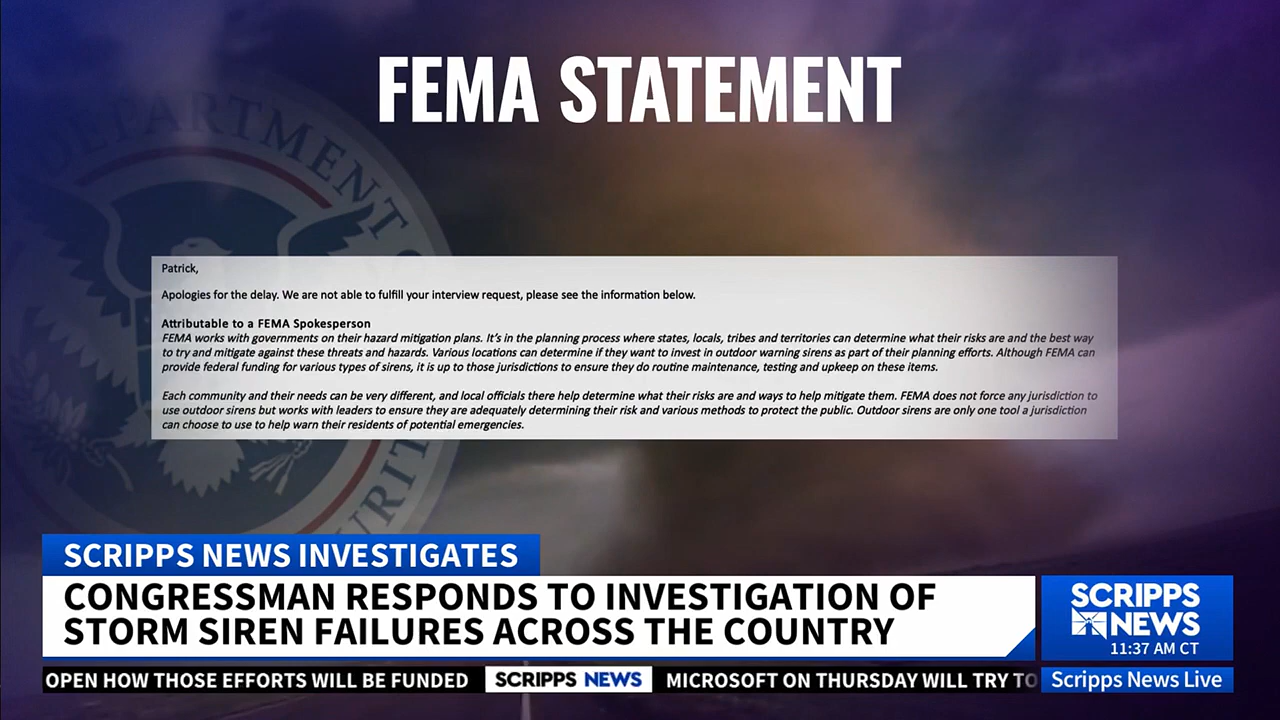 FEMA STATEMENT
DEPARTMENT
Patrick,
Apologies for the delay. We are not able to fulfill your interview request, please see the information below.
Attributable to a FEMA Spokesperson
FEMA works with governments on their hazard mitigation plans. It's in the planning process where states, locals, tribes and territories can determine what their risks are and the best way
to try and mitigate against these threats and hazards. Various locations can determine if they want to invest in outdoor warning sirens as part of their planning efforts. Although FEMA can
provide federal funding for various types of sirens, it is up to those jurisdictions to ensure they do routine maintenance, testing and upkeep on these items.
Each community and their needs can be very different, and local officials there help determine what their risks are and ways to help mitigate them. FEMA does not force any jurisdiction to
use outdoor sirens but works with leaders to ensure they are adequately determining their risk and various methods to protect the public. Outdoor sirens are only one tool a jurisdiction
can choose to use to help warn their residents of potential emergencies.
SCRIPPS NEWS INVESTIGATES
CONGRESSMAN RESPONDS TO INVESTIGATION OF
STORM SIREN FAILURES ACROSS THE COUNTRY
SCRIPPS
NEWS
11:37 AM CT
OPEN HOW THOSE EFFORTS WILL BE FUNDED SCRIPPS NEWS MICROSOFT ON THURSDAY WILL TRY TO
Scripps News Live